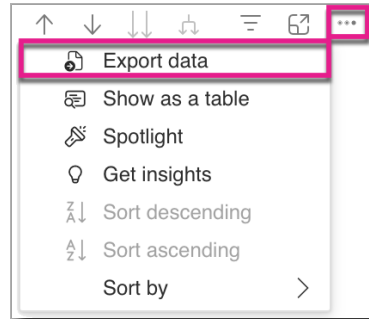 Export data
Show as a table
Spotlight
Get insights
Sort descending
Sort ascending
Sort by